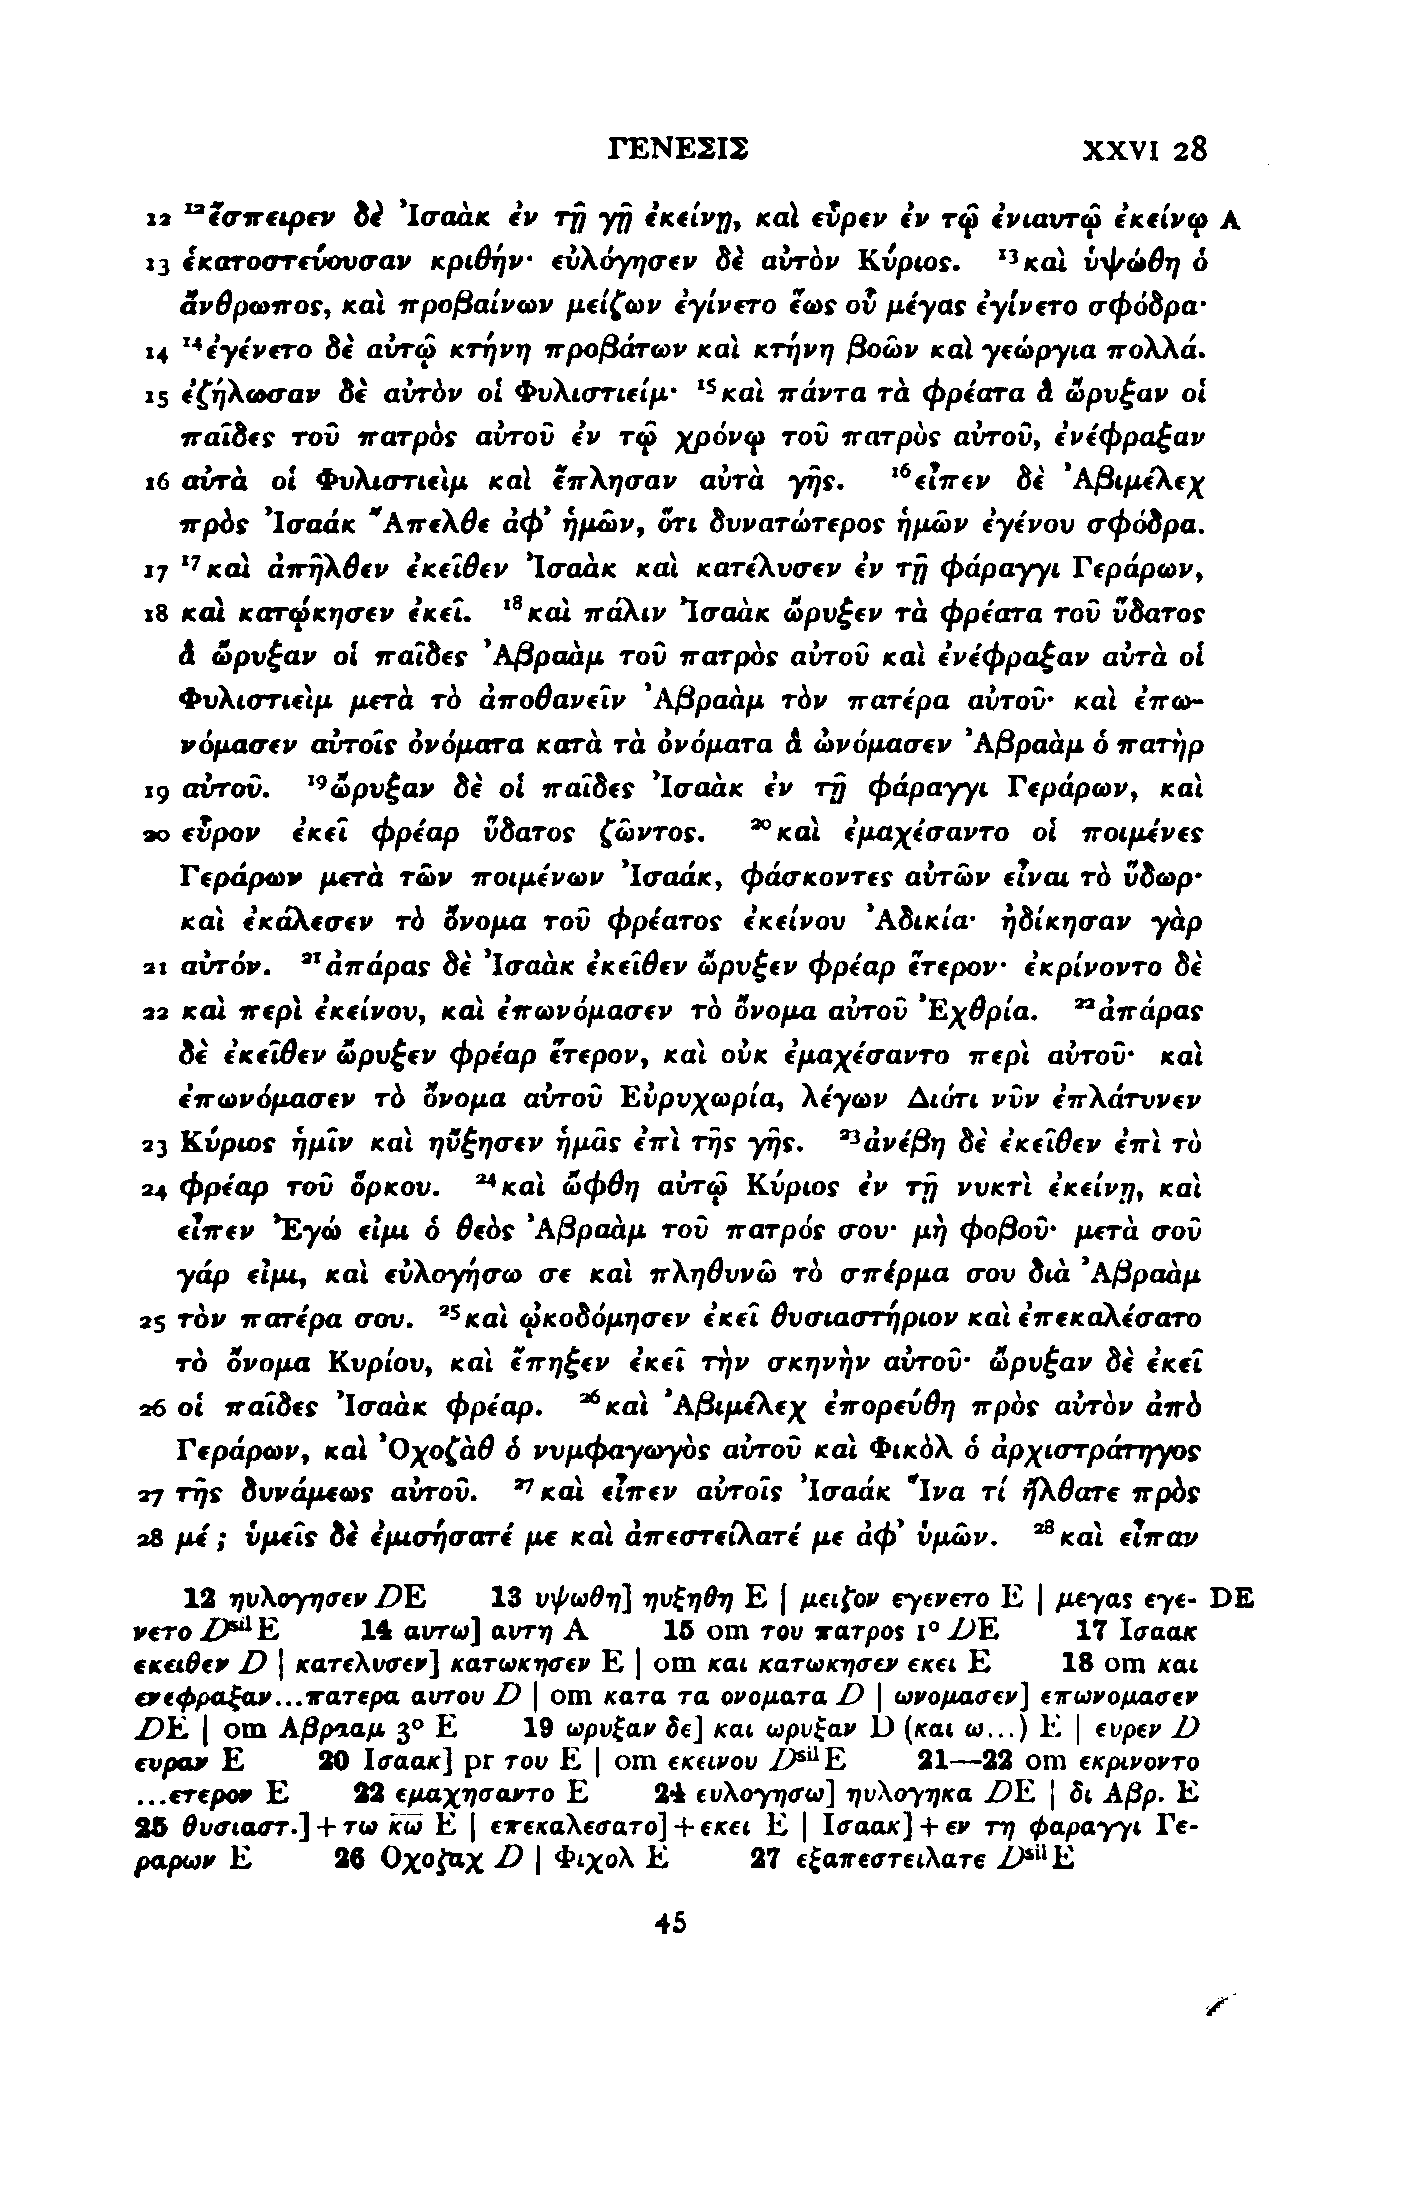 ΓΕΝΕΣΙΣ XXVI 28
12 ¹²ἔσπειρεν δὲ Ἰσαὰκ ἐν τῇ γῇ ἐκείνῃ, καὶ εὗρεν ἐν τῷ ἐνιαυτῷ ἐκείνῳ A
13 ἑκατοστεύουσαν κριθήν· εὐλόγησεν δὲ αὐτὸν Κύριος. ¹³καὶ ὑψώθη ὁ
ἄνθρωπος, καὶ προβαίνων μείζων ἐγίνετο ἕως οὗ μέγας ἐγίνετο σφόδρα·
14 ¹⁴ἐγένετο δὲ αὐτῷ κτήνη προβάτων καὶ κτήνη βοῶν καὶ γεώργια πολλά.
15 ἐζήλωσαν δὲ αὐτὸν οἱ Φυλιστιείμ· ¹⁵καὶ πάντα τὰ φρέατα ἃ ὤρυξαν οἱ
παῖδες τοῦ πατρὸς αὐτοῦ ἐν τῷ χρόνῳ τοῦ πατρὸς αὐτοῦ, ἐνέφραξαν
16 αὐτὰ οἱ Φυλιστιεὶμ καὶ ἔπλησαν αὐτὰ γῆς. ¹⁶εἶπεν δὲ Ἀβιμέλεχ
πρὸς Ἰσαάκ Ἄπελθε ἀφ’ ἡμῶν, ὅτι δυνατώτερος ἡμῶν ἐγένου σφόδρα.
17 ¹⁷καὶ ἀπῆλθεν ἐκεῖθεν Ἰσαὰκ καὶ κατέλυσεν ἐν τῇ φάραγγι Γεράρων,
18 καὶ κατῴκησεν ἐκεῖ. ¹⁸καὶ πάλιν Ἰσαὰκ ὤρυξεν τὰ φρέατα τοῦ ὕδατος
ἃ ὤρυξαν οἱ παῖδες Ἀβραὰμ τοῦ πατρὸς αὐτοῦ καὶ ἐνέφραξαν αὐτὰ οἱ
Φυλιστιεὶμ μετὰ τὸ ἀποθανεῖν Ἀβραὰμ τὸν πατέρα αὐτοῦ· καὶ ἐπω-
νόμασεν αὐτοῖς ὀνόματα κατὰ τὰ ὀνόματα ἃ ὠνόμασεν Ἀβραὰμ ὁ πατὴρ
19 αὐτοῦ. ¹⁹ὤρυξαν δὲ οἱ παῖδες Ἰσαὰκ ἐν τῇ φάραγγι Γεράρων, καὶ
20 εὗρον ἐκεῖ φρέαρ ὕδατος ζῶντος. ²⁰καὶ ἐμαχέσαντο οἱ ποιμένες
Γεράρων μετὰ τῶν ποιμένων Ἰσαάκ, φάσκοντες αὐτῶν εἶναι τὸ ὕδωρ·
καὶ ἐκάλεσεν τὸ ὄνομα τοῦ φρέατος ἐκείνου Ἀδικία· ἠδίκησαν γὰρ
21 αὐτόν. ²¹ἀπάρας δὲ Ἰσαὰκ ἐκεῖθεν ὤρυξεν φρέαρ ἕτερον· ἐκρίνοντο δὲ
22 καὶ περὶ ἐκείνου, καὶ ἐπωνόμασεν τὸ ὄνομα αὐτοῦ Ἐχθρία. ²²ἀπάρας
δὲ ἐκεῖθεν ὤρυξεν φρέαρ ἕτερον, καὶ οὐκ ἐμαχέσαντο περὶ αὐτοῦ· καὶ
ἐπωνόμασεν τὸ ὄνομα αὐτοῦ Εὐρυχωρία, λέγων Διότι νῦν ἐπλάτυνεν
23 Κύριος ἡμῖν καὶ ηὔξησεν ἡμᾶς ἐπὶ τῆς γῆς. ²³ἀνέβη δὲ ἐκεῖθεν ἐπὶ τὸ
24 φρέαρ τοῦ ὅρκου. ²⁴καὶ ὤφθη αὐτῷ Κύριος ἐν τῇ νυκτὶ ἐκείνῃ, καὶ
εἶπεν Ἐγώ εἰμι ὁ θεὸς Ἀβραὰμ τοῦ πατρός σου· μὴ φοβοῦ· μετὰ σοῦ
γάρ εἰμι, καὶ εὐλογήσω σε καὶ πληθυνῶ τὸ σπέρμα σου διὰ Ἀβραὰμ
25 τὸν πατέρα σου. ²⁵καὶ ᾠκοδόμησεν ἐκεῖ θυσιαστήριον καὶ ἐπεκαλέσατο
τὸ ὄνομα Κυρίου, καὶ ἔπηξεν ἐκεῖ τὴν σκηνὴν αὐτοῦ· ὤρυξαν δὲ ἐκεῖ
26 οἱ παῖδες Ἰσαὰκ φρέαρ. ²⁶καὶ Ἀβιμέλεχ ἐπορεύθη πρὸς αὐτὸν ἀπὸ
Γεράρων, καὶ Ὀχοζὰθ ὁ νυμφαγωγὸς αὐτοῦ καὶ Φικὸλ ὁ ἀρχιστράτηγος
27 τῆς δυνάμεως αὐτοῦ. ²⁷καὶ εἶπεν αὐτοῖς Ἰσαάκ Ἵνα τί ἤλθατε πρὸς
28 μέ; ὑμεῖς δὲ ἐμισήσατέ με καὶ ἀπεστείλατέ με ἀφ’ ὑμῶν. ²⁸καὶ εἶπαν
12 ηυλογησεν DE 13 υψωθη] ηυξηθη E | μειζον εγενετο E | μεγας εγε- DE
νετο Dˢⁱˡ E 14 αυτω] αυτη A 15 om του πατρος 1° DE 17 Ισαακ
εκειθεν D | κατελυσεν] κατωκησεν E | om και κατωκησεν εκει E 18 om και
ενεφραξαν...πατερα αυτου D | om κατα τα ονοματα D | ωνομασεν] επωνομασεν
DE | om Αβρααμ 3° E 19 ωρυξαν δε] και ωρυξαν D (και ω...) E | ευρεν D
ευραν E 20 Ισαακ] pr του E | om εκεινου Dˢⁱˡ E 21—22 om εκρινοντο
...ετερον E 22 εμαχησαντο E 24 ευλογησω] ηυλογηκα DE | δι Αβρ. E
25 θυσιαστ.]+τω κ̅ω̅ E | επεκαλεσατο]+εκει E | Ισαακ]+εν τη φαραγγι Γε-
ραρων E 26 Οχοζαχ D | Φιχολ E 27 εξαπεστειλατε Dˢⁱˡ E
45